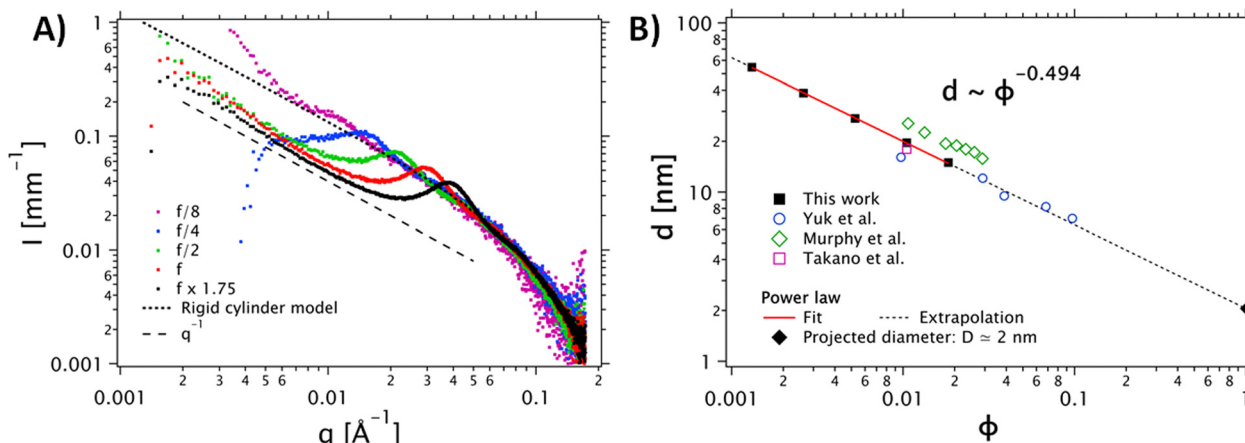 A)
I [mm⁻¹]
1
8
6
4
2
0.1
8
6
4
2
0.01
8
6
4
2
0.001
f/8
f/4
f/2
f
f x 1.75
Rigid cylinder model
q⁻¹
0.001
2
3
4
5
6
0.01
2
3
4
5
6
0.1
2
q [Å⁻¹]
B)
d [nm]
100
8
6
4
2
10
8
6
4
2
1
d ~ ϕ⁻⁰·⁴⁹⁴
This work
Yuk et al.
Murphy et al.
Takano et al.
Power law
Fit
Extrapolation
Projected diameter: D ≃ 2 nm
0.001
2
4
6
8
0.01
2
4
6
8
0.1
2
4
6
8
1
ϕ